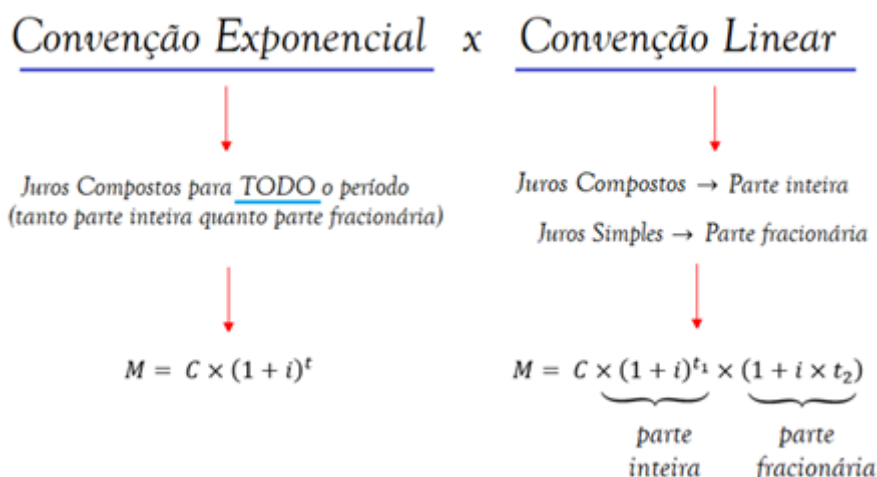 Convenção Exponencial x Convenção Linear
Juros Compostos para TODO o período
(tanto parte inteira quanto parte fracionária)
Juros Compostos → Parte inteira
Juros Simples → Parte fracionária
M = C × (1 + i)ᵗ
M = C × (1 + i)ᵗ₁ × (1 + i × t₂)
parte
inteira
parte
fracionária